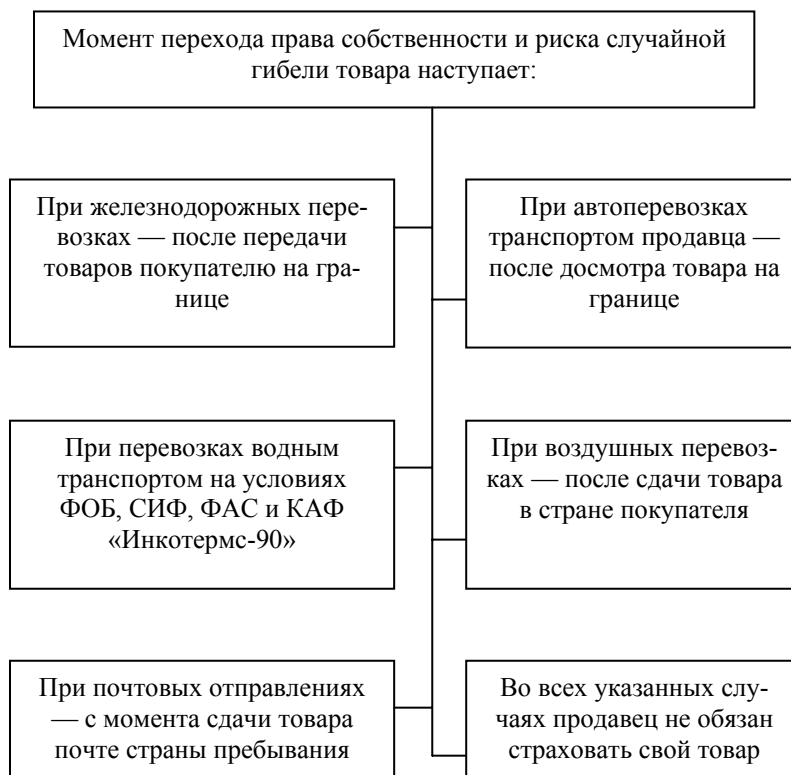 Момент перехода права собственности и риска случайной
гибели товара наступает:
При железнодорожных пере-
возках — после передачи
товаров покупателю на гра-
нице
При автоперевозках
транспортом продавца —
после досмотра товара на
границе
При перевозках водным
транспортом на условиях
ФОБ, СИФ, ФАС и КАФ
«Инкотермс-90»
При воздушных перевоз-
ках — после сдачи товара
в стране покупателя
При почтовых отправлениях
— с момента сдачи товара
почте страны пребывания
Во всех указанных слу-
чаях продавец не обязан
страховать свой товар